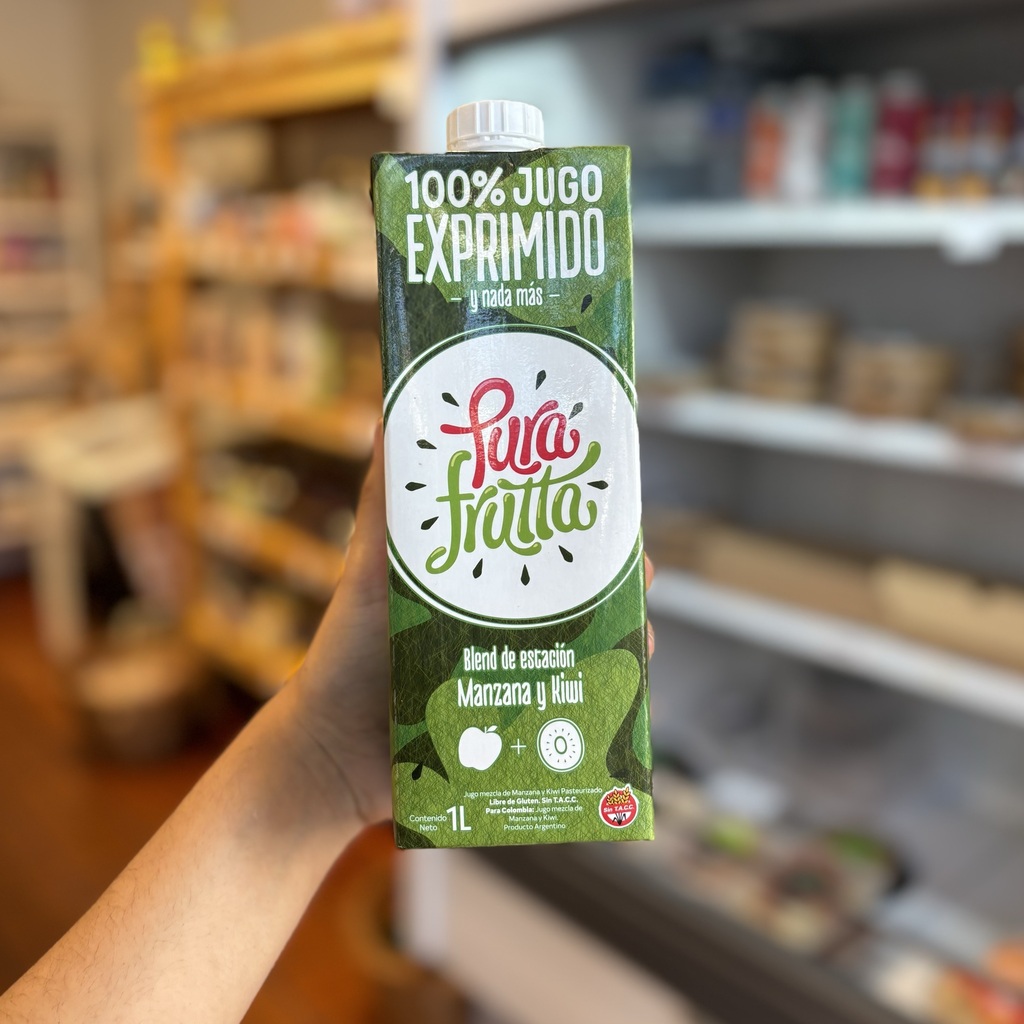 100% JUGO
EXPRIMIDO
– y nada más –
Pura
frutta
Blend de estación
Manzana y Kiwi
+
Jugo mezcla de Manzana y Kiwi Pasteurizado
Libre de Gluten. Sin T.A.C.C.
Para Colombia: Jugo mezcla de
Manzana y Kiwi.
Producto Argentino
Contenido
Neto 1L
Sin T.A.C.C.